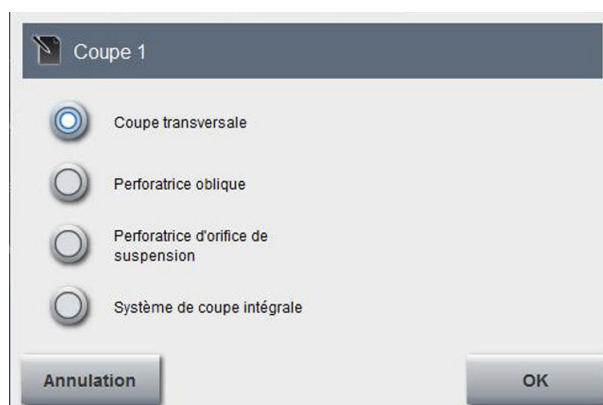 Coupe 1
Coupe transversale
Perforatrice oblique
Perforatrice d'orifice de
suspension
Système de coupe intégrale
Annulation
OK